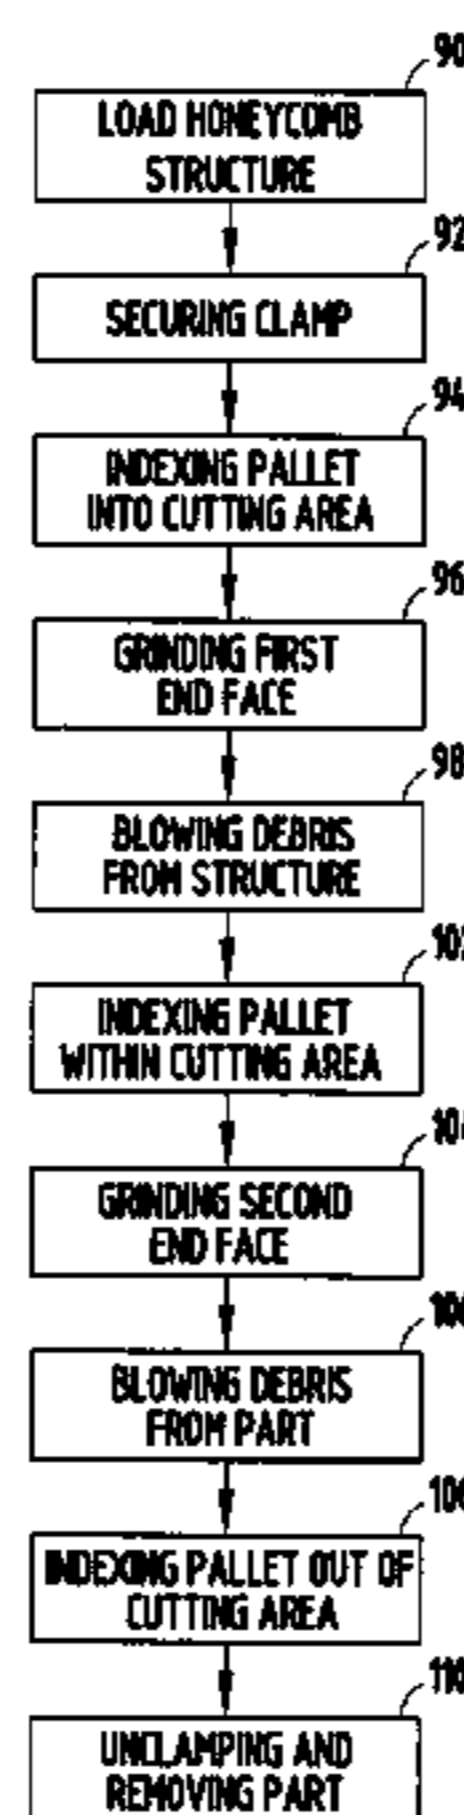 90
LOAD HONEYCOMB
STRUCTURE
92
SECURING CLAMP
94
INDEXING PALLET
INTO CUTTING AREA
96
GRINDING FIRST
END FACE
98
BLOWING DEBRIS
FROM STRUCTURE
INDEXING PALLET
WITHIN CUTTING AREA
GRINDING SECOND
END FACE
BLOWING DEBRIS
FROM PART
INDEXING PALLET OUT OF
CUTTING AREA
110
UNCLAMPING AND
REMOVING PART